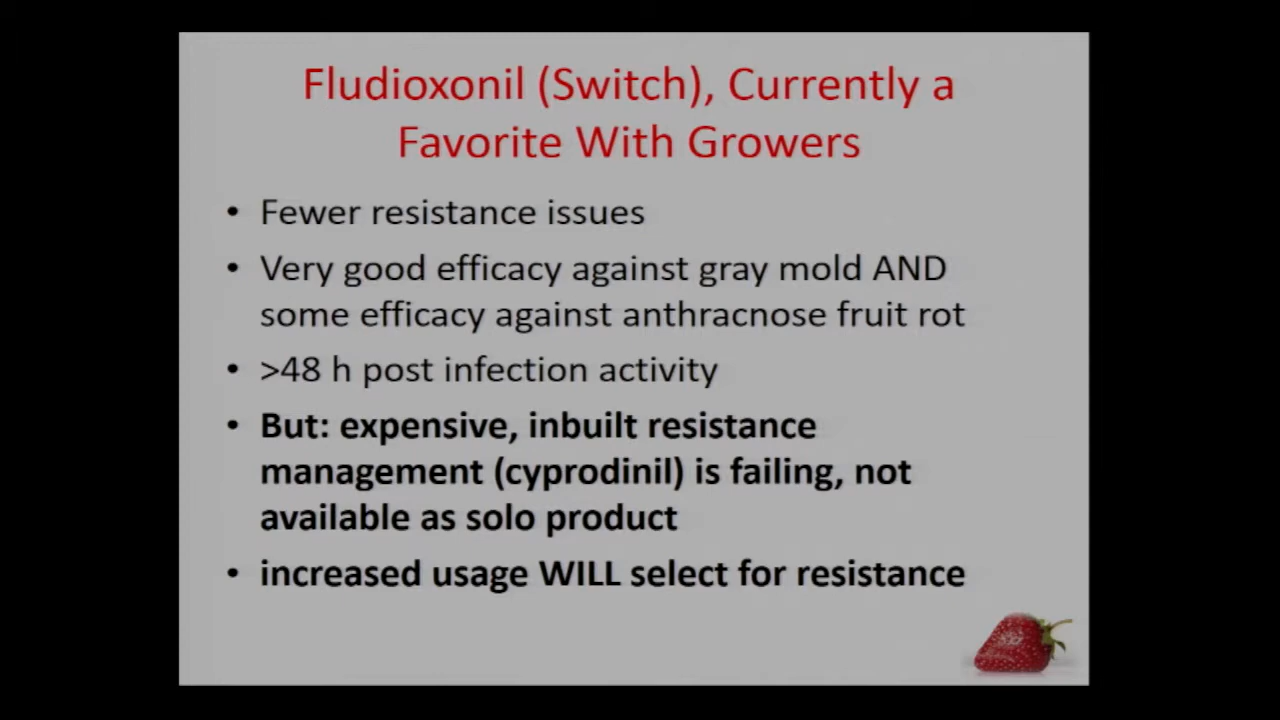 Fludioxonil (Switch), Currently a
Favorite With Growers
• Fewer resistance issues
• Very good efficacy against gray mold AND
some efficacy against anthracnose fruit rot
• >48 h post infection activity
• But: expensive, inbuilt resistance
management (cyprodinil) is failing, not
available as solo product
• increased usage WILL select for resistance